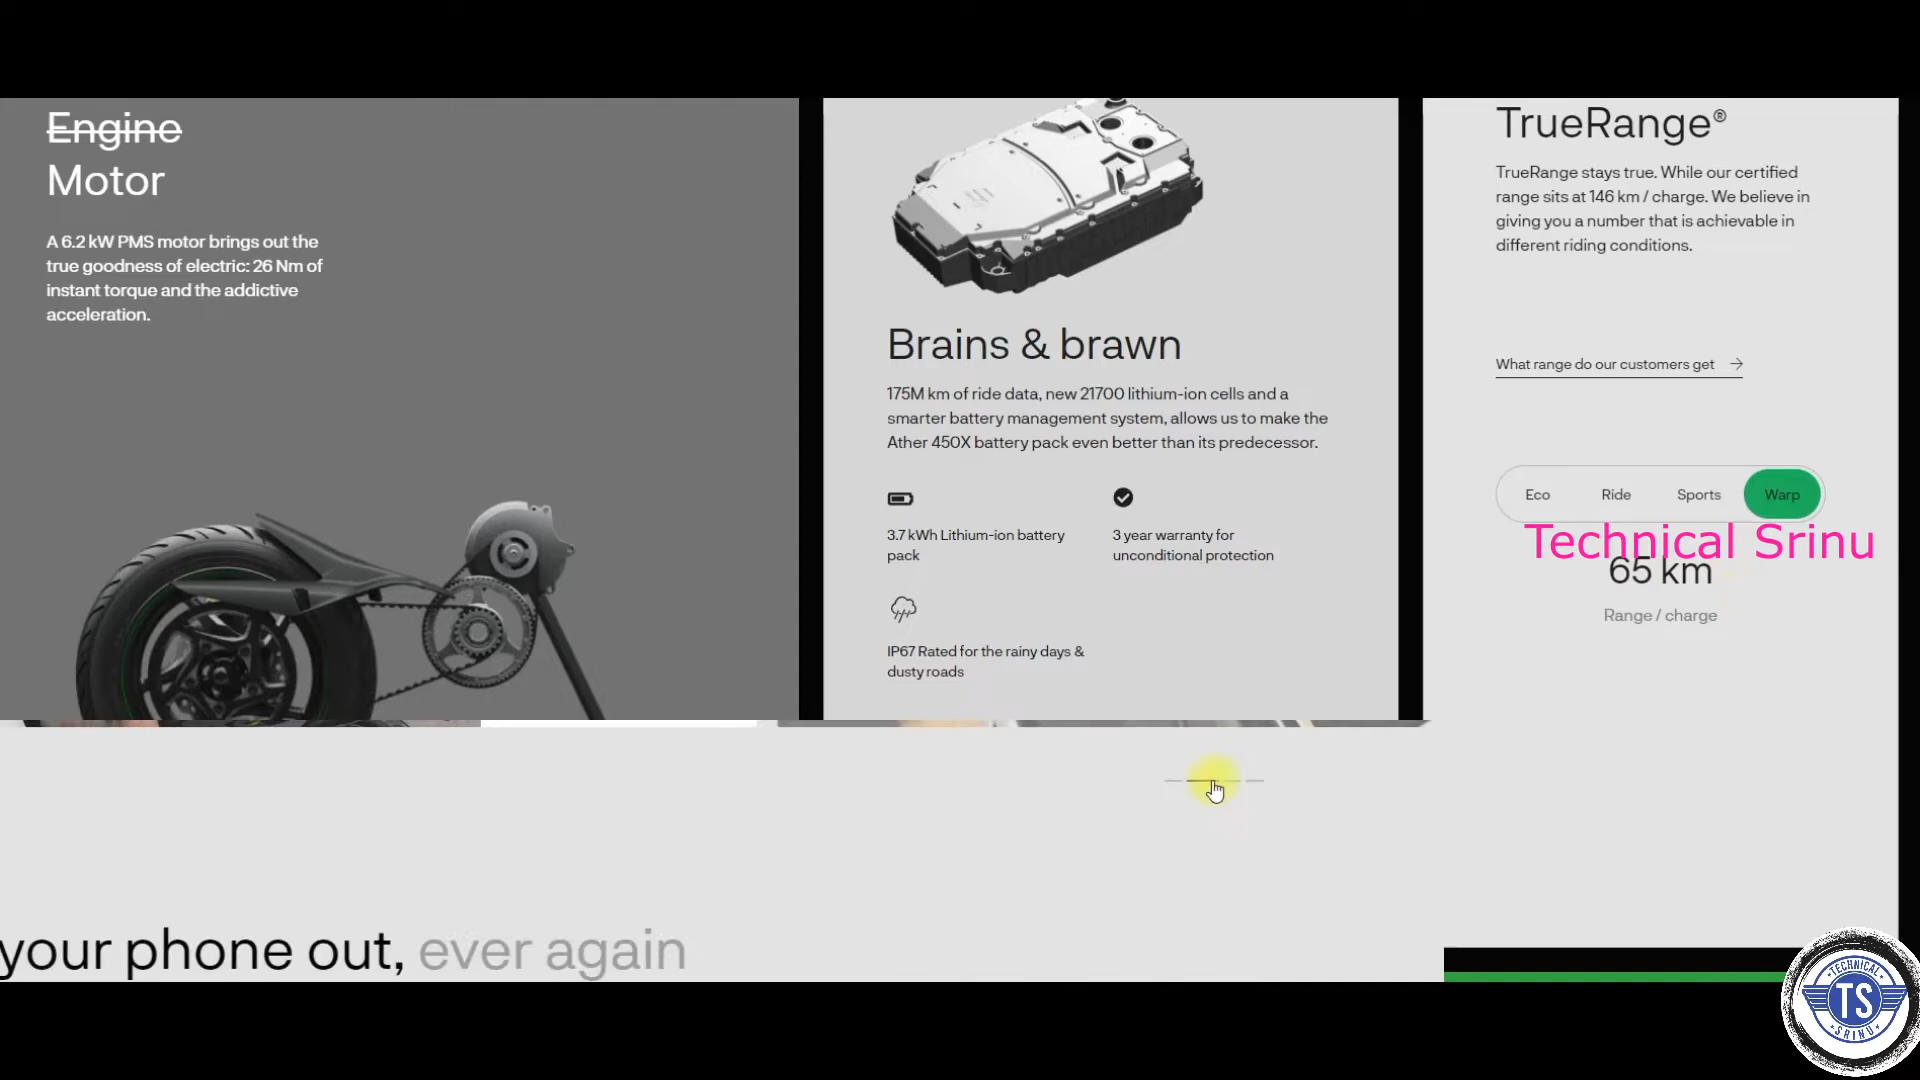 Engine
Motor
A 6.2 kW PMS motor brings out the
true goodness of electric: 26 Nm of
instant torque and the addictive
acceleration.
Brains & brawn
175M km of ride data, new 21700 lithium-ion cells and a
smarter battery management system, allows us to make the
Ather 450X battery pack even better than its predecessor.
3.7 kWh Lithium-ion battery
pack
3 year warranty for
unconditional protection
IP67 Rated for the rainy days &
dusty roads
TrueRange®
TrueRange stays true. While our certified
range sits at 146 km / charge. We believe in
giving you a number that is achievable in
different riding conditions.
What range do our customers get →
Eco Ride Sports Warp
Technical Srinu
65 km
Range / charge
your phone out, ever again
TECHNICAL
TS
SRINU